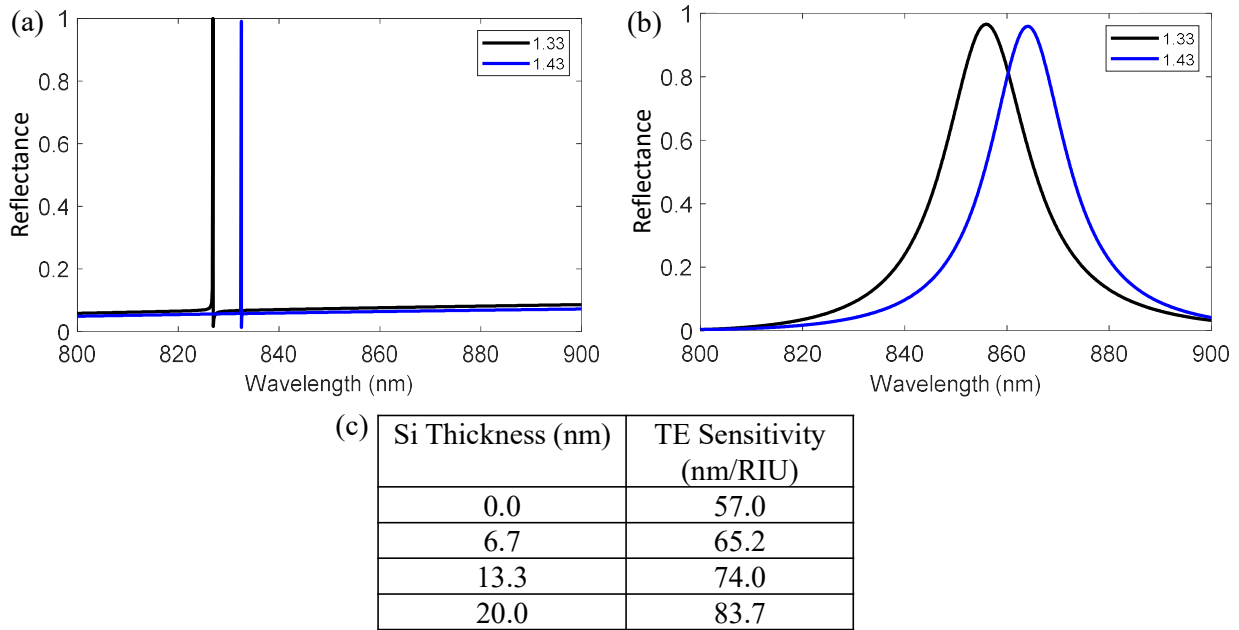 (a)
1
0.8
0.6
0.4
0.2
0
Reflectance
1.33
1.43
800 820 840 860 880 900
Wavelength (nm)
(b)
1
0.8
0.6
0.4
0.2
0
Reflectance
1.33
1.43
800 820 840 860 880 900
Wavelength (nm)
(c)
Si Thickness (nm) TE Sensitivity
(nm/RIU)
0.0 57.0
6.7 65.2
13.3 74.0
20.0 83.7